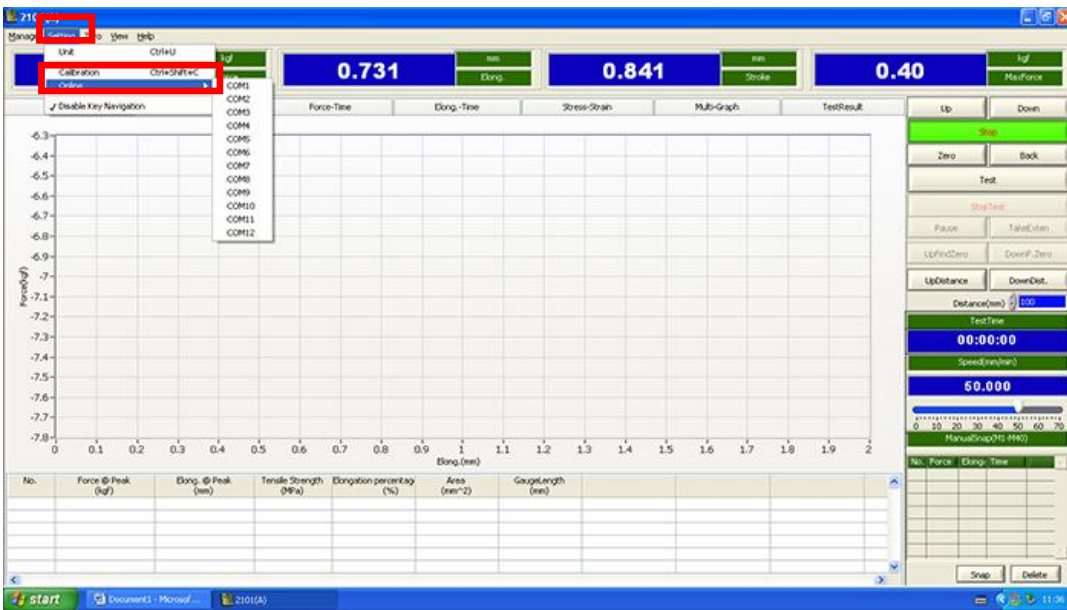 Manage Setting Zero View Help
Unit Ctrl+U
Calibration Ctrl+Shift+C
Online
✓ Disable Key Navigation
COM1
COM2
COM3
COM4
COM5
COM6
COM7
COM8
COM9
COM10
COM11
COM12
kgf
0.731 mm Elong.
0.841 mm Stroke
0.40 kgf MaxForce
Force-Time Elong.-Time Stress-Strain Multi-Graph TestResult
-6.3
-6.4
-6.5
-6.6
-6.7
-6.8
-6.9
-7
-7.1
-7.2
-7.3
-7.4
-7.5
-7.6
-7.7
-7.8
Force(kgf)
0 0.1 0.2 0.3 0.4 0.5 0.6 0.7 0.8 0.9 1 1.1 1.2 1.3 1.4 1.5 1.6 1.7 1.8 1.9 2
Elong.(mm)
Up Down
Stop
Zero Back
Test
StopTest
Pause TakeExten
UpFindZero DownF.Zero
UpDistance DownDist.
Distance(mm) 100
TestTime
00:00:00
Speed(mm/min)
50.000
0 10 20 30 40 50 60 70
ManualSnap(M1-M40)
No. Force Elong. Time
Snap Delete
No. Force @ Peak Elong. @ Peak Tensile Strength Elongation percentag Area GaugeLength
(kgf) (mm) (MPa) (%) (mm^2) (mm)
start Document1 - Microsof... 2101(A) 11:36